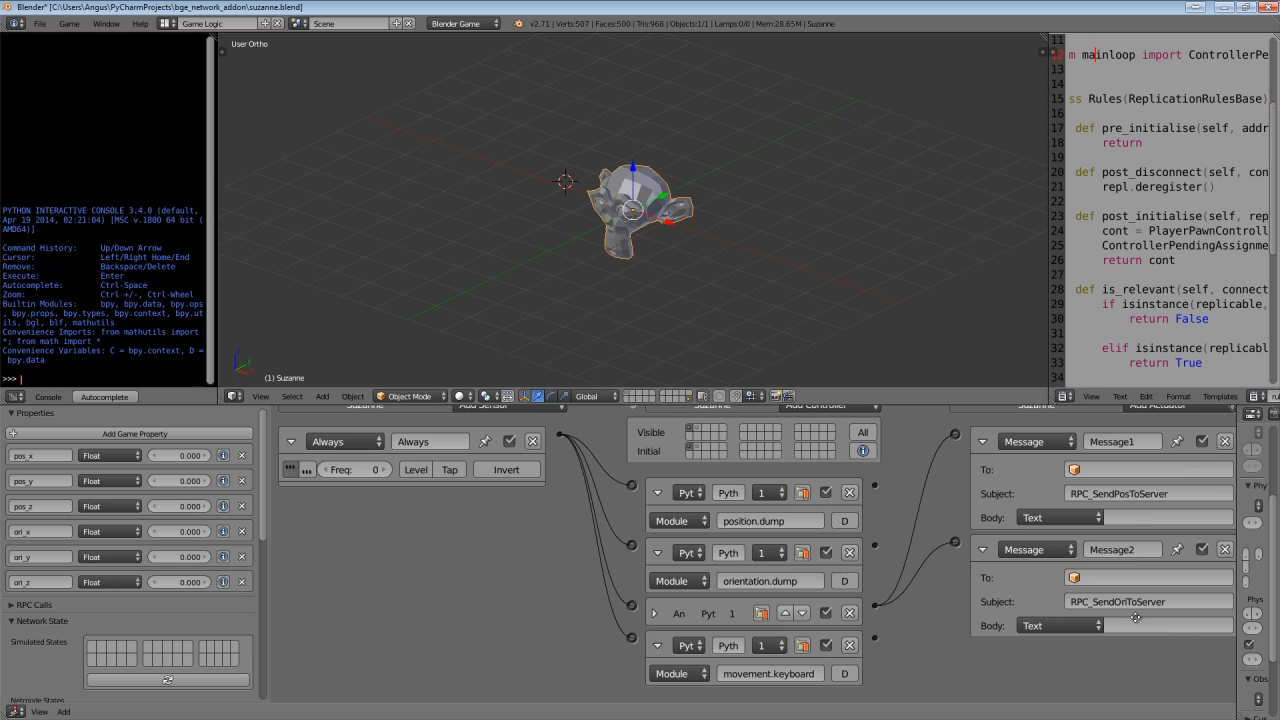 Blender* [C:\Users\Angus\PyCharmProjects\bge_network_addon\suzanne.blend]
File Game Window Help Game Logic Scene Blender Game v2.71 | Verts:507 | Faces:500 | Tris:968 | Objects:1/1 | Lamps:0/0 | Mem:28.65M | Suzanne
PYTHON INTERACTIVE CONSOLE 3.4.0 (default,
Apr 19 2014, 02:21:04) [MSC v.1800 64 bit (
AMD64)]
Command History: Up/Down Arrow
Cursor: Left/Right Home/End
Remove: Backspace/Delete
Execute: Enter
Autocomplete: Ctrl-Space
Zoom: Ctrl +/-, Ctrl-Wheel
Builtin Modules: bpy, bpy.data, bpy.ops
, bpy.props, bpy.types, bpy.context, bpy.ut
ils, bgl, blf, mathutils
Convenience Imports: from mathutils import
*; from math import *
Convenience Variables: C = bpy.context, D =
bpy.data
>>>
Console Autocomplete
User Ortho
z
y
(1) Suzanne
View Select Add Object Object Mode Global
11
12 m mainloop import ControllerPe
13
14
15 ss Rules(ReplicationRulesBase)
16
17 def pre_initialise(self, addr
18 return
19
20 def post_disconnect(self, con
21 repl.deregister()
22
23 def post_initialise(self, rep
24 cont = PlayerPawnControll
25 ControllerPendingAssignme
26 return cont
27
28 def is_relevant(self, connect
29 if isinstance(replicable,
30 return False
31
32 elif isinstance(replicabl
33 return True
34
View Text Edit Format Templates ru
Properties
Add Game Property
pos_x Float 0.000
pos_y Float 0.000
pos_z Float 0.000
ori_x Float 0.000
ori_y Float 0.000
ori_z Float 0.000
RPC Calls
Network State
Simulated States
Netmode States
View Add
Suzanne Add Sensor
Always Always
Freq: 0 Level Tap Invert
Suzanne Add Controller
Visible All
Initial
Pyt Pyth 1
Module position.dump D
Pyt Pyth 1
Module orientation.dump D
An Pyt 1
Pyt Pyth 1
Module movement.keyboard D
Suzanne Add Actuator
Message Message1
To:
Subject: RPC_SendPosToServer
Body: Text
Message Message2
To:
Subject: RPC_SendOriToServer
Body: Text
Phy
Phys
Obs